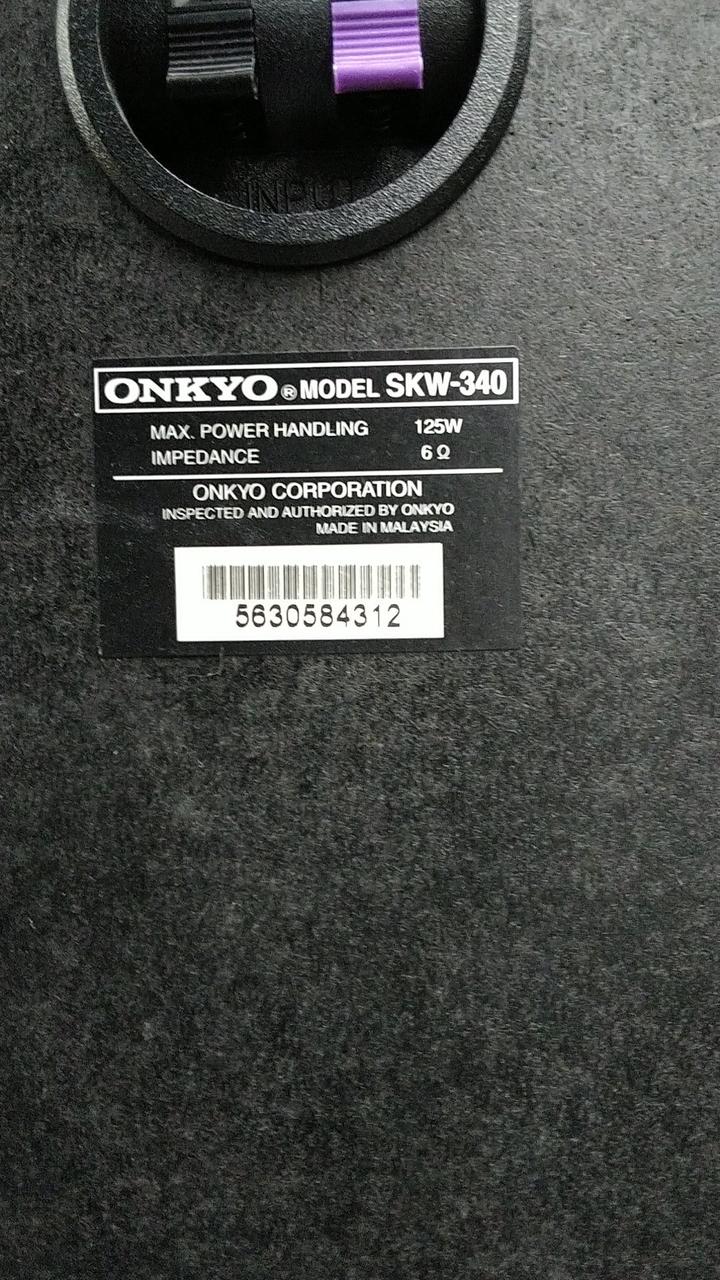 INPUT
ONKYO® MODEL SKW-340
MAX. POWER HANDLING 125W
IMPEDANCE 6 Ω
ONKYO CORPORATION
INSPECTED AND AUTHORIZED BY ONKYO
MADE IN MALAYSIA
5630584312